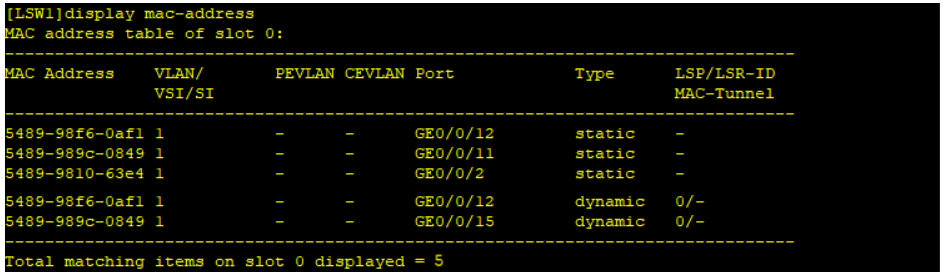 [LSW1]display mac-address
MAC address table of slot 0:
-------------------------------------------------------------------------------
MAC Address    VLAN/       PEVLAN CEVLAN Port            Type      LSP/LSR-ID
               VSI/SI                                              MAC-Tunnel
-------------------------------------------------------------------------------
5489-98f6-0af1 1           -      -      GE0/0/12        static    -
5489-989c-0849 1           -      -      GE0/0/11        static    -
5489-9810-63e4 1           -      -      GE0/0/2         static    -
5489-98f6-0af1 1           -      -      GE0/0/12        dynamic   0/-
5489-989c-0849 1           -      -      GE0/0/15        dynamic   0/-
-------------------------------------------------------------------------------
Total matching items on slot 0 displayed = 5